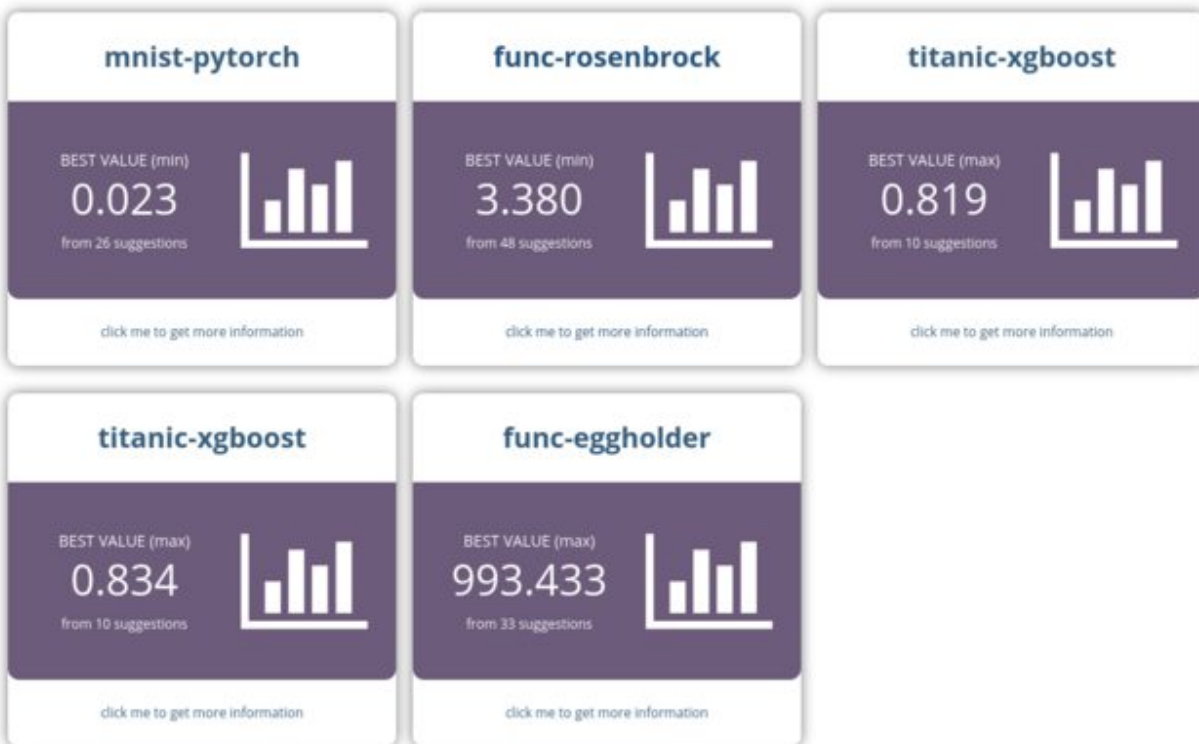 mnist-pytorch
BEST VALUE (min)
0.023
from 26 suggestions
click me to get more information
func-rosenbrock
BEST VALUE (min)
3.380
from 48 suggestions
click me to get more information
titanic-xgboost
BEST VALUE (max)
0.819
from 10 suggestions
click me to get more information
titanic-xgboost
BEST VALUE (max)
0.834
from 10 suggestions
click me to get more information
func-eggholder
BEST VALUE (max)
993.433
from 33 suggestions
click me to get more information